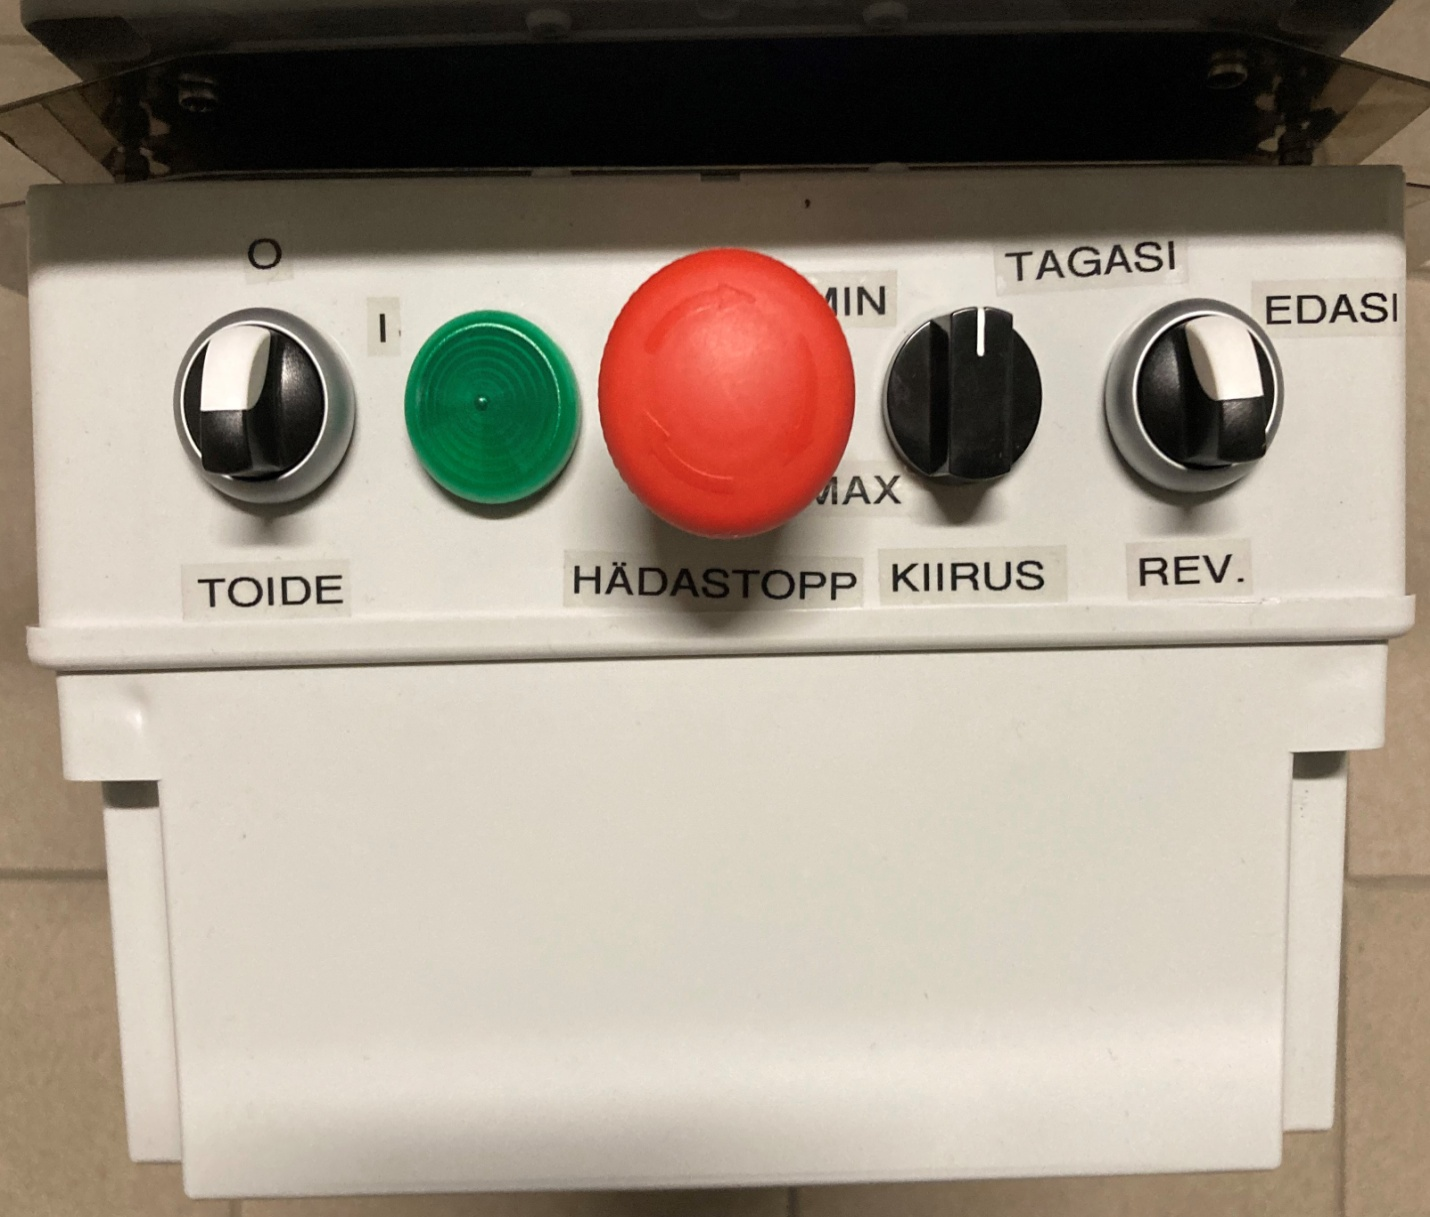 O
I
MIN
TAGASI
EDASI
MAX
TOIDE
HÄDASTOPP
KIIRUS
REV.